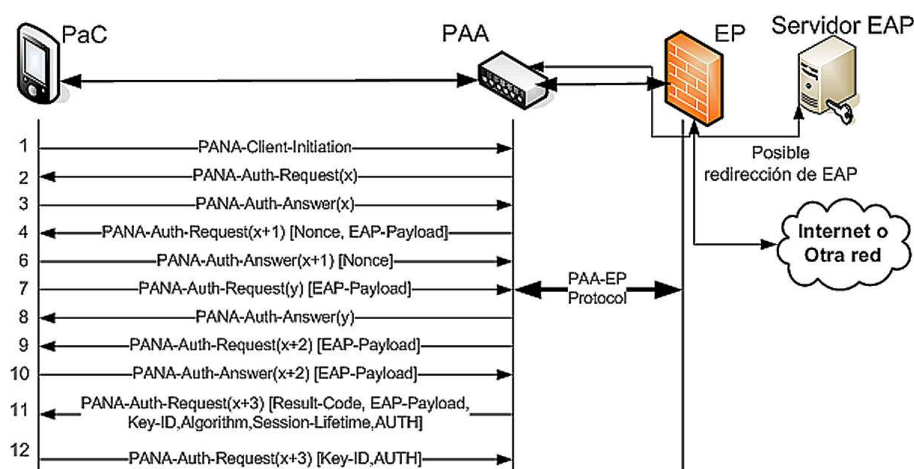 PaC
PAA
EP
Servidor EAP
1
PANA-Client-Initiation
2
PANA-Auth-Request(x)
3
PANA-Auth-Answer(x)
4
PANA-Auth-Request(x+1) [Nonce, EAP-Payload]
6
PANA-Auth-Answer(x+1) [Nonce]
7
PANA-Auth-Request(y) [EAP-Payload]
8
PANA-Auth-Answer(y)
9
PANA-Auth-Request(x+2) [EAP-Payload]
10
PANA-Auth-Answer(x+2) [EAP-Payload]
11
PANA-Auth-Request(x+3) [Result-Code, EAP-Payload,
Key-ID,Algorithm,Session-Lifetime,AUTH]
12
PANA-Auth-Request(x+3) [Key-ID,AUTH]
PAA-EP
Protocol
Posible
redirección de EAP
Internet o
Otra red